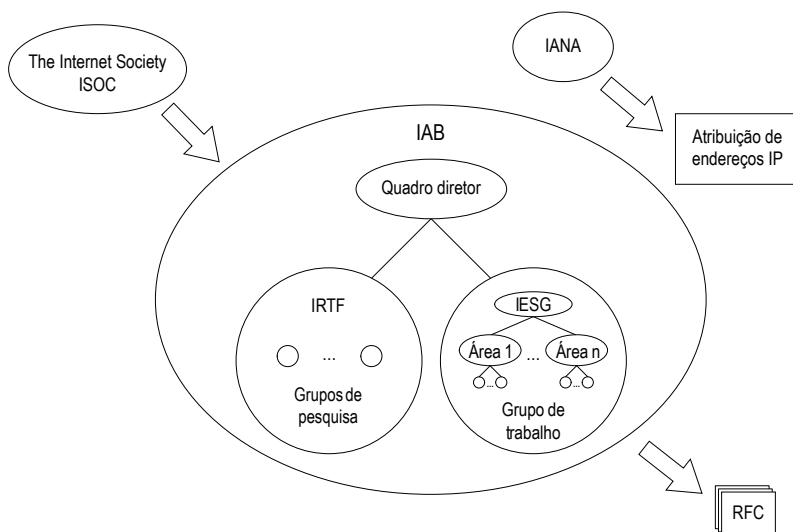 The Internet Society
ISOC
IANA
Atribuição de
endereços IP
IAB
Quadro diretor
IRTF
...
Grupos de
pesquisa
IESG
Área 1 ... Área n
... ...
Grupo de
trabalho
RFC